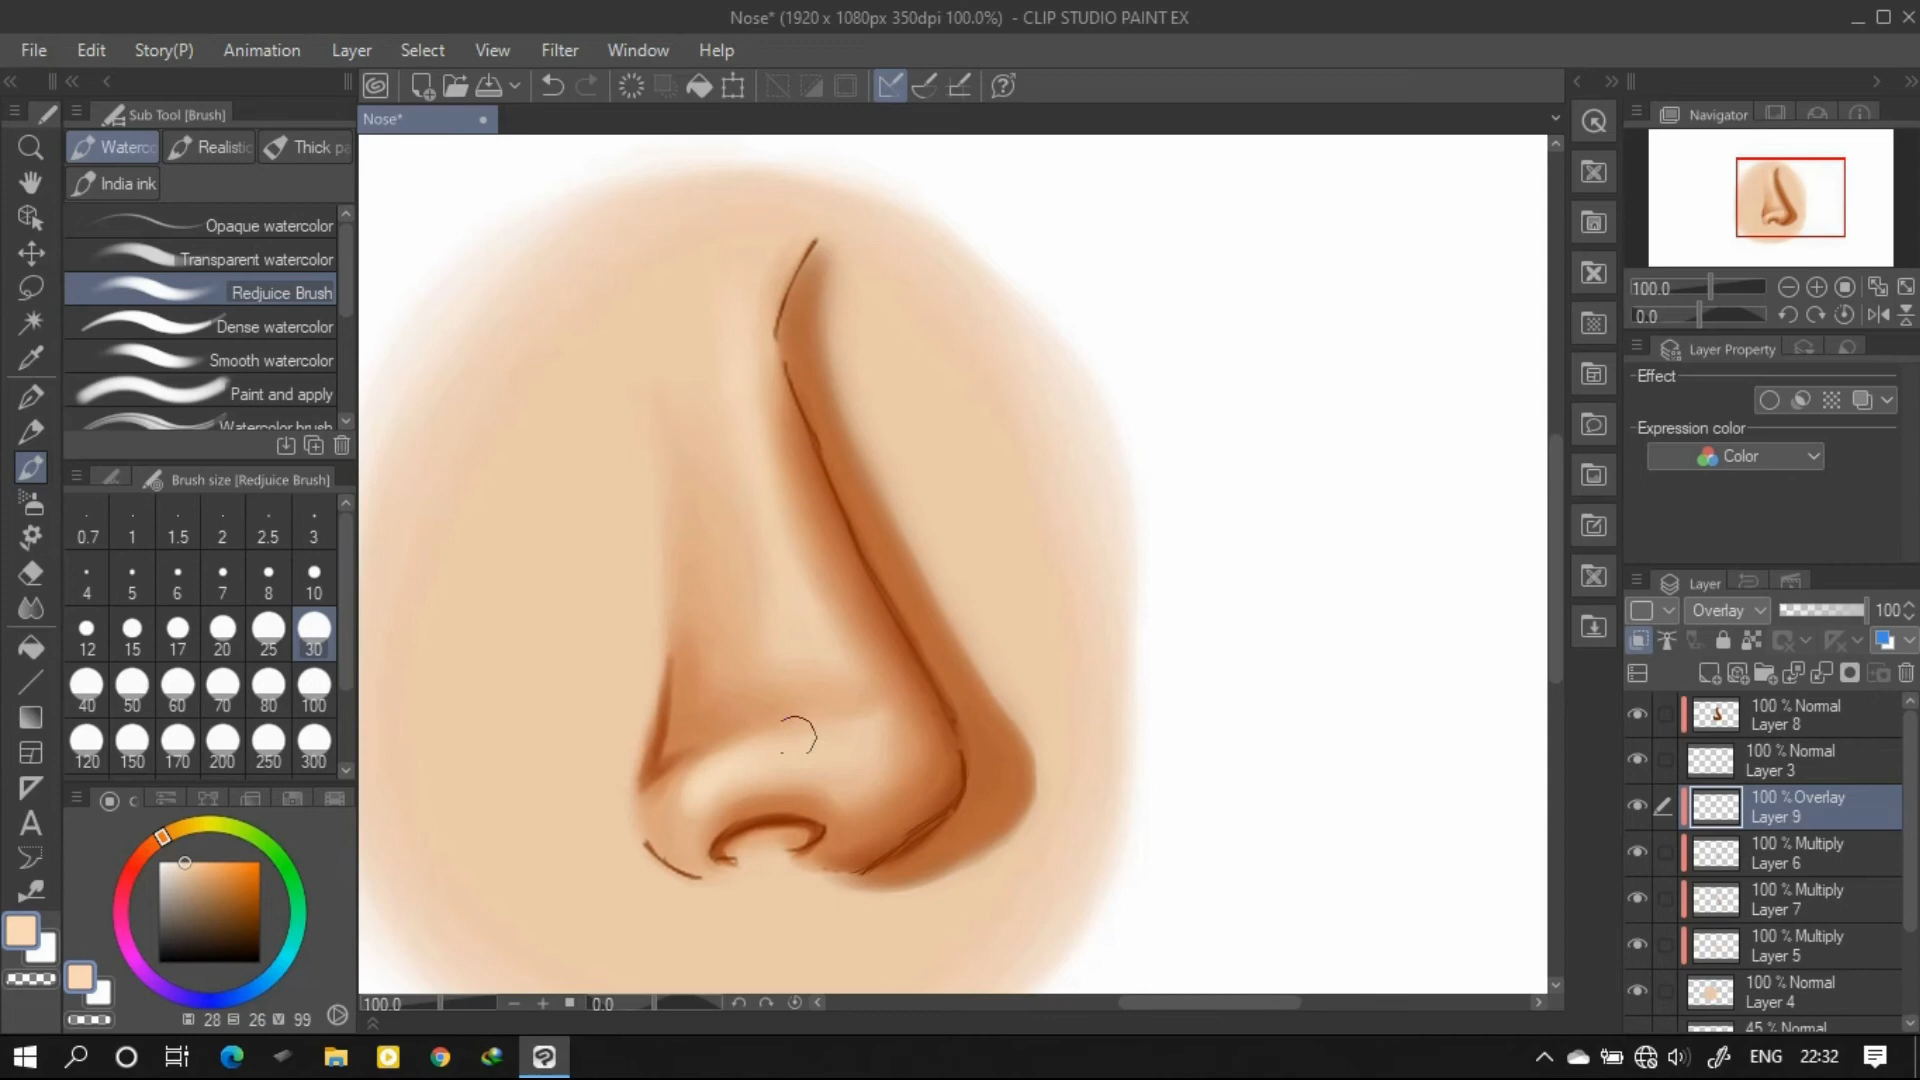 Nose* (1920 x 1080px 350dpi 100.0%) - CLIP STUDIO PAINT EX
File Edit Story(P) Animation Layer Select View Filter Window Help
Sub Tool [Brush]
Nose*
Waterco Realistic Thick pa
India ink
Opaque watercolor
Transparent watercolor
Redjuice Brush
Dense watercolor
Smooth watercolor
Paint and apply
Watercolor brush
Brush size [Redjuice Brush]
0.7 1 1.5 2 2.5 3
4 5 6 7 8 10
12 15 17 20 25 30
40 50 60 70 80 100
120 150 170 200 250 300
28 26 99
100.0 0.0
Navigator
100.0
0.0
Layer Property
Effect
Expression color
Color
Layer
Overlay 100
100 % Normal
Layer 8
100 % Normal
Layer 3
100 % Overlay
Layer 9
100 % Multiply
Layer 6
100 % Multiply
Layer 7
100 % Multiply
Layer 5
100 % Normal
Layer 4
45 % Normal
ENG 22:32